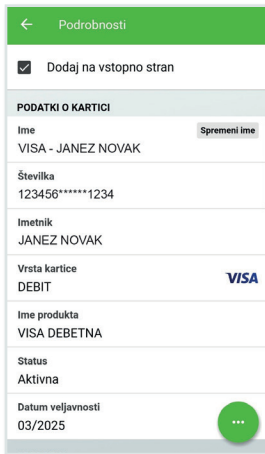 Podrobnosti
Dodaj na vstopno stran
PODATKI O KARTICI
Ime
Spremeni ime
VISA - JANEZ NOVAK
Številka
123456******1234
Imetnik
JANEZ NOVAK
Vrsta kartice
DEBIT
VISA
Ime produkta
VISA DEBETNA
Status
Aktivna
Datum veljavnosti
03/2025